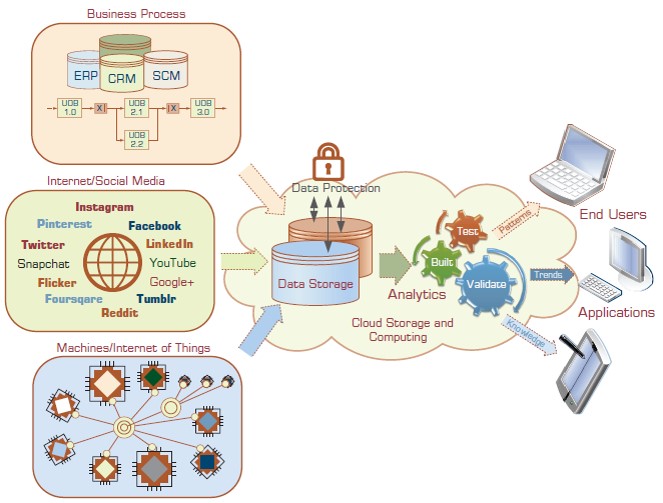 Business Process
ERP
CRM
SCM
UOB
1.0
X
UOB
2.1
X
UOB
3.0
UOB
2.2
Internet/Social Media
Instagram
Pinterest
Facebook
Twitter
LinkedIn
Snapchat
YouTube
Flicker
Google+
Foursqare
Tumblr
Reddit
Machines/Internet of Things
Data Protection
Data Storage
Analytics
Built
Test
Validate
Cloud Storage and
Computing
Patterns
Trends
Knowledge
End Users
Applications